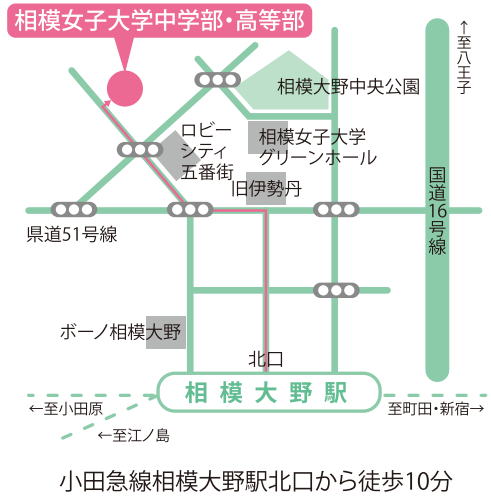 相模女子大学中学部・高等部
←至八王子
相模大野中央公園
ロビー
シティ
五番街
相模女子大学
グリーンホール
旧伊勢丹
国道16号線
県道51号線
ボーノ相模大野
北口
相模大野駅
←至小田原
至町田・新宿→
←至江ノ島
小田急線相模大野駅北口から徒歩10分